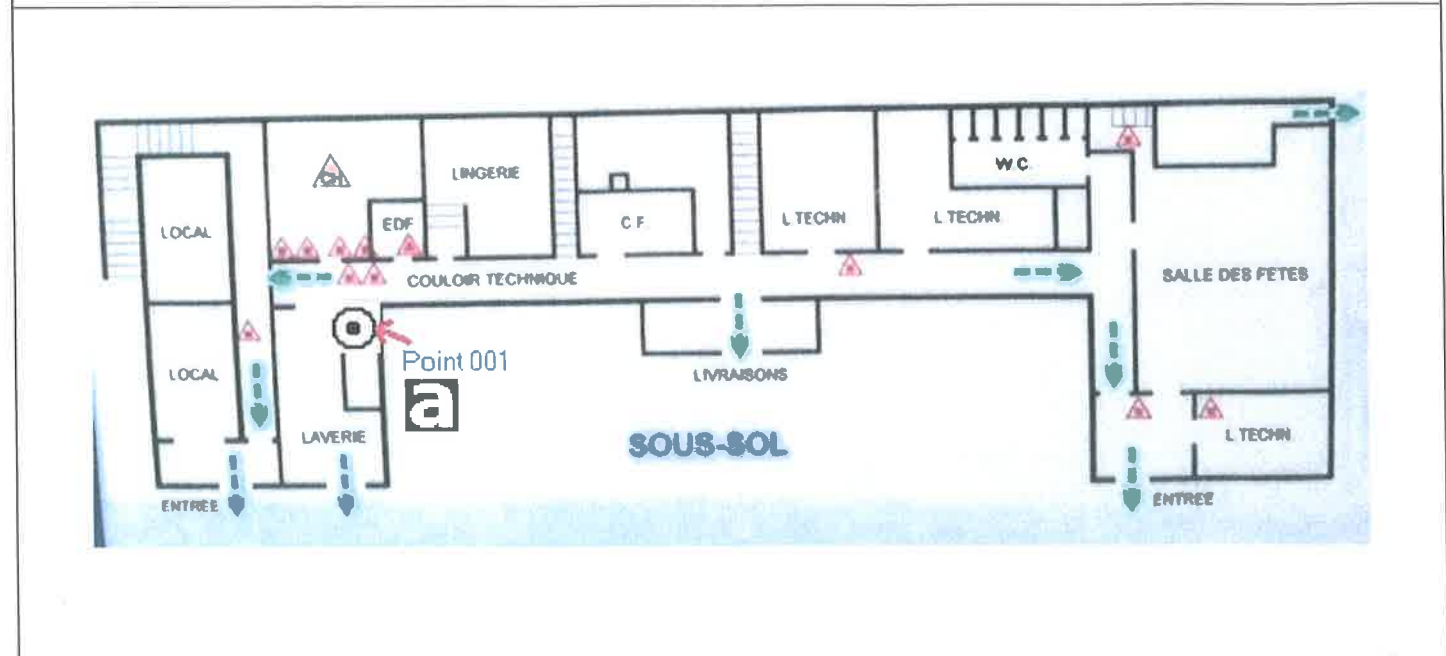 CH
LINGERIE
W.C.
LOCAL
EDF
C F.
L TECHN
L TECHN
COULOIR TECHNIQUE
SALLE DES FETES
Point 001
a
LOCAL
LIVRAISONS
LAVERIE
SOUS-SOL
L TECHN
ENTREE
ENTREE